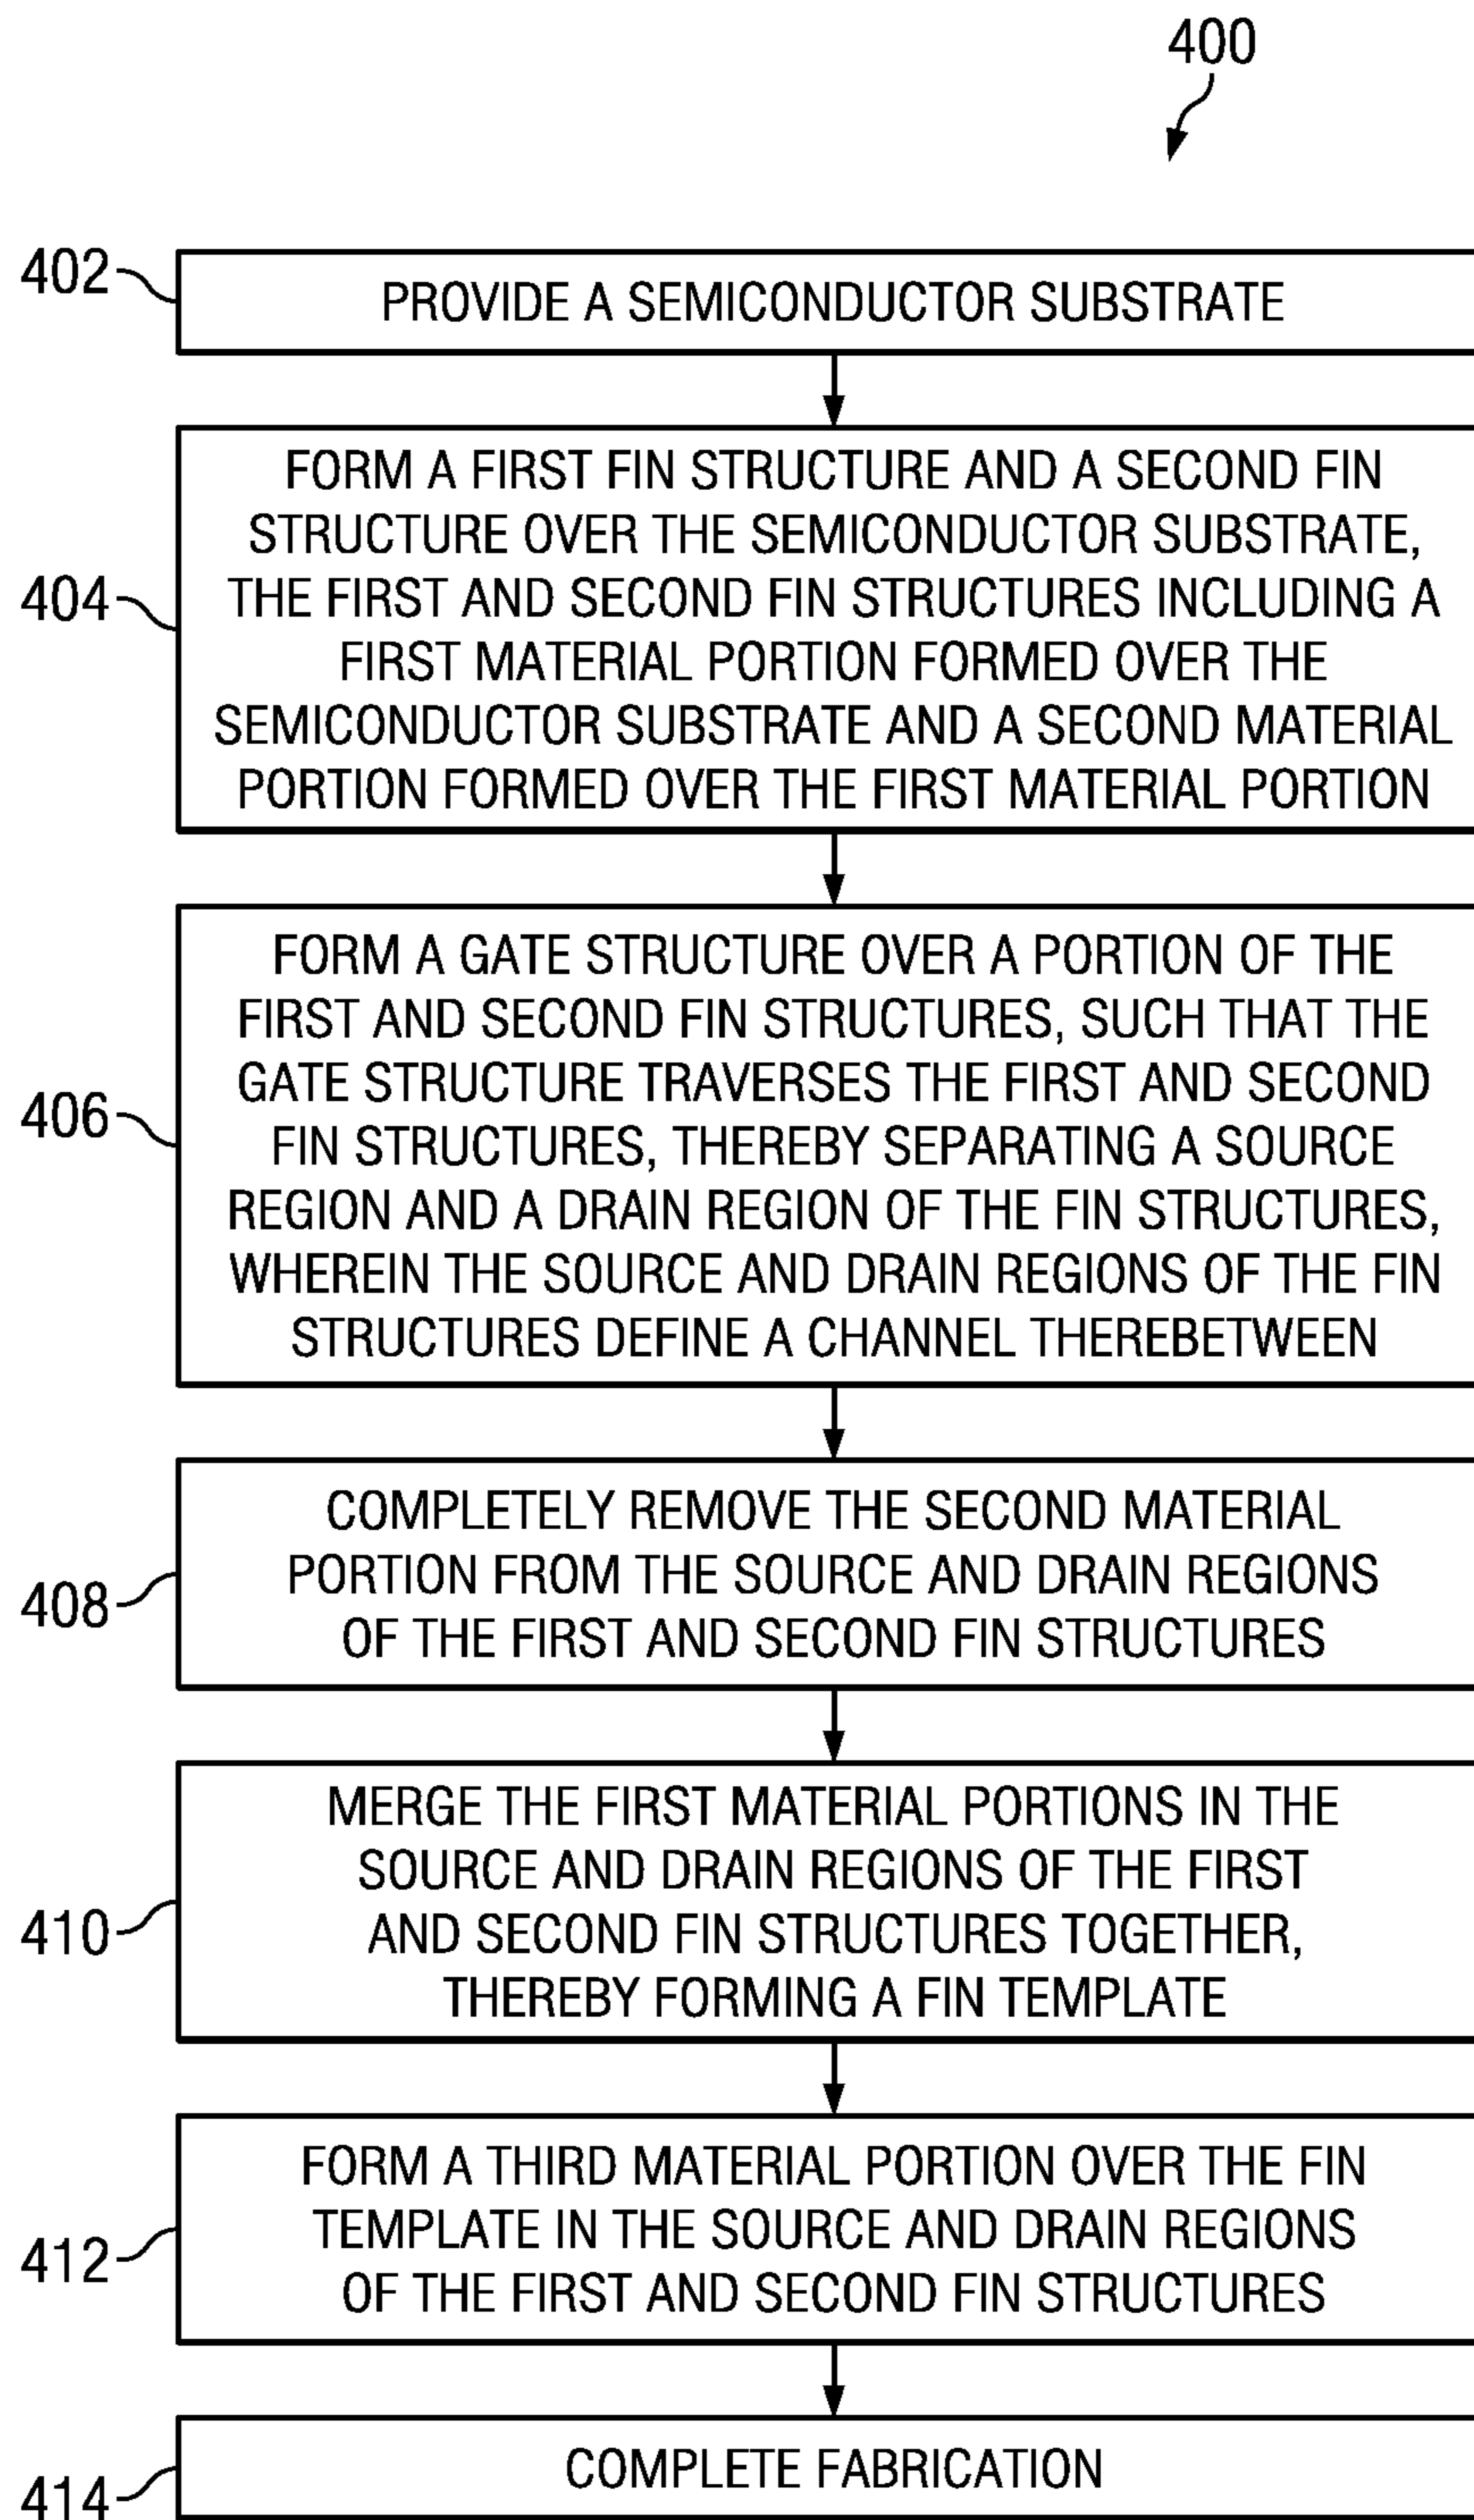 400
402
PROVIDE A SEMICONDUCTOR SUBSTRATE
404
FORM A FIRST FIN STRUCTURE AND A SECOND FIN
STRUCTURE OVER THE SEMICONDUCTOR SUBSTRATE,
THE FIRST AND SECOND FIN STRUCTURES INCLUDING A
FIRST MATERIAL PORTION FORMED OVER THE
SEMICONDUCTOR SUBSTRATE AND A SECOND MATERIAL
PORTION FORMED OVER THE FIRST MATERIAL PORTION
406
FORM A GATE STRUCTURE OVER A PORTION OF THE
FIRST AND SECOND FIN STRUCTURES, SUCH THAT THE
GATE STRUCTURE TRAVERSES THE FIRST AND SECOND
FIN STRUCTURES, THEREBY SEPARATING A SOURCE
REGION AND A DRAIN REGION OF THE FIN STRUCTURES,
WHEREIN THE SOURCE AND DRAIN REGIONS OF THE FIN
STRUCTURES DEFINE A CHANNEL THEREBETWEEN
408
COMPLETELY REMOVE THE SECOND MATERIAL
PORTION FROM THE SOURCE AND DRAIN REGIONS
OF THE FIRST AND SECOND FIN STRUCTURES
410
MERGE THE FIRST MATERIAL PORTIONS IN THE
SOURCE AND DRAIN REGIONS OF THE FIRST
AND SECOND FIN STRUCTURES TOGETHER,
THEREBY FORMING A FIN TEMPLATE
412
FORM A THIRD MATERIAL PORTION OVER THE FIN
TEMPLATE IN THE SOURCE AND DRAIN REGIONS
OF THE FIRST AND SECOND FIN STRUCTURES
414
COMPLETE FABRICATION